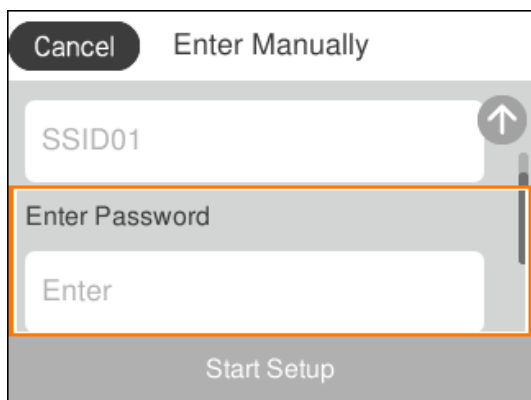 Cancel Enter Manually
SSID01
Enter Password
Enter
Start Setup